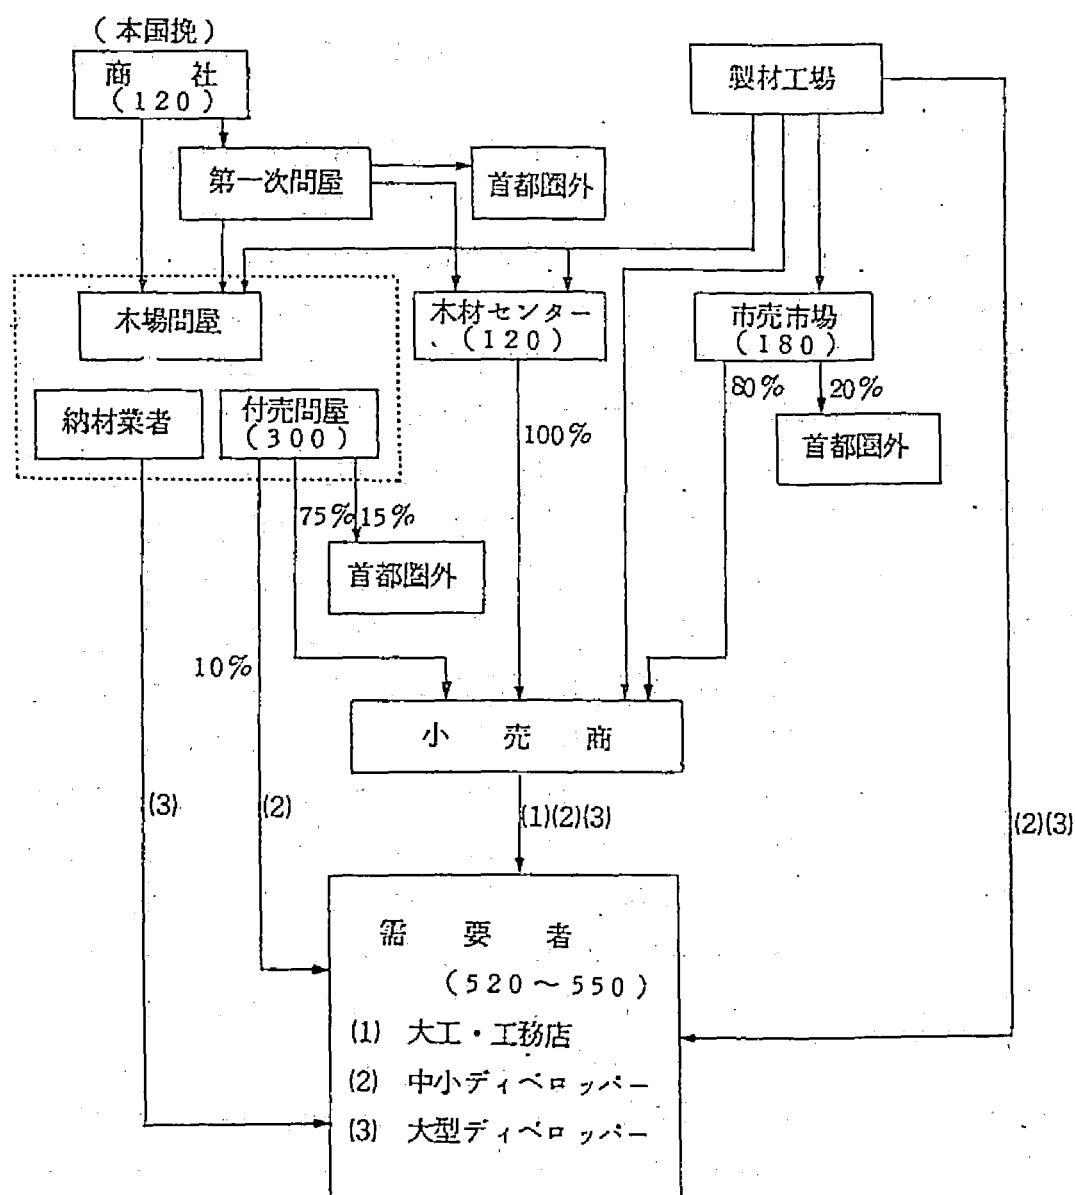 (本国挽)
商 社
(120)
製材工場
第一次問屋
首都圏外
木場問屋
木材センター
、(120)
市売市場
(180)
80%
20%
納材業者
付売問屋
(300)
100%
首都圏外
75%
15%
首都圏外
10%
小 売 商
(3)
(2)
(1)(2)(3)
(2)(3)
需 要 者
(520~550)
(1) 大工・工務店
(2) 中小ディベロッパー
(3) 大型ディベロッパー